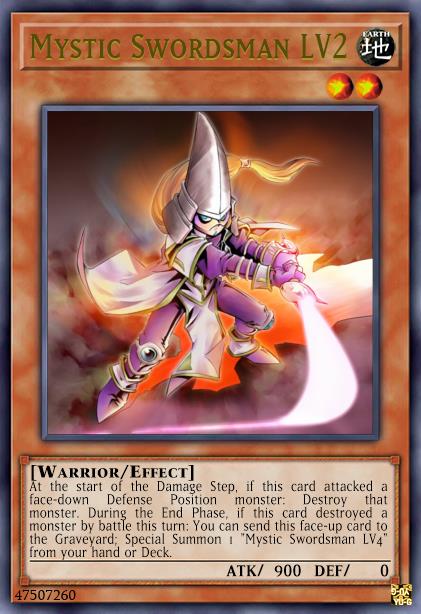 Mystic Swordsman LV2
EARTH
地
[Warrior/Effect]
At the start of the Damage Step, if this card attacked a
face-down Defense Position monster: Destroy that
monster. During the End Phase, if this card destroyed a
monster by battle this turn: You can send this face-up card to
the Graveyard; Special Summon 1 "Mystic Swordsman LV4"
from your hand or Deck.
ATK/ 900 DEF/ 0
47507260